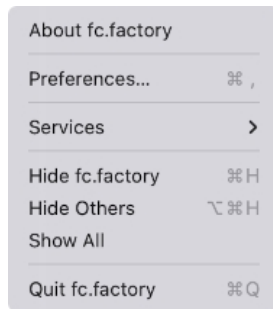 About fc.factory
Preferences... ⌘ ,
Services >
Hide fc.factory ⌘H
Hide Others ⌥⌘H
Show All
Quit fc.factory ⌘Q